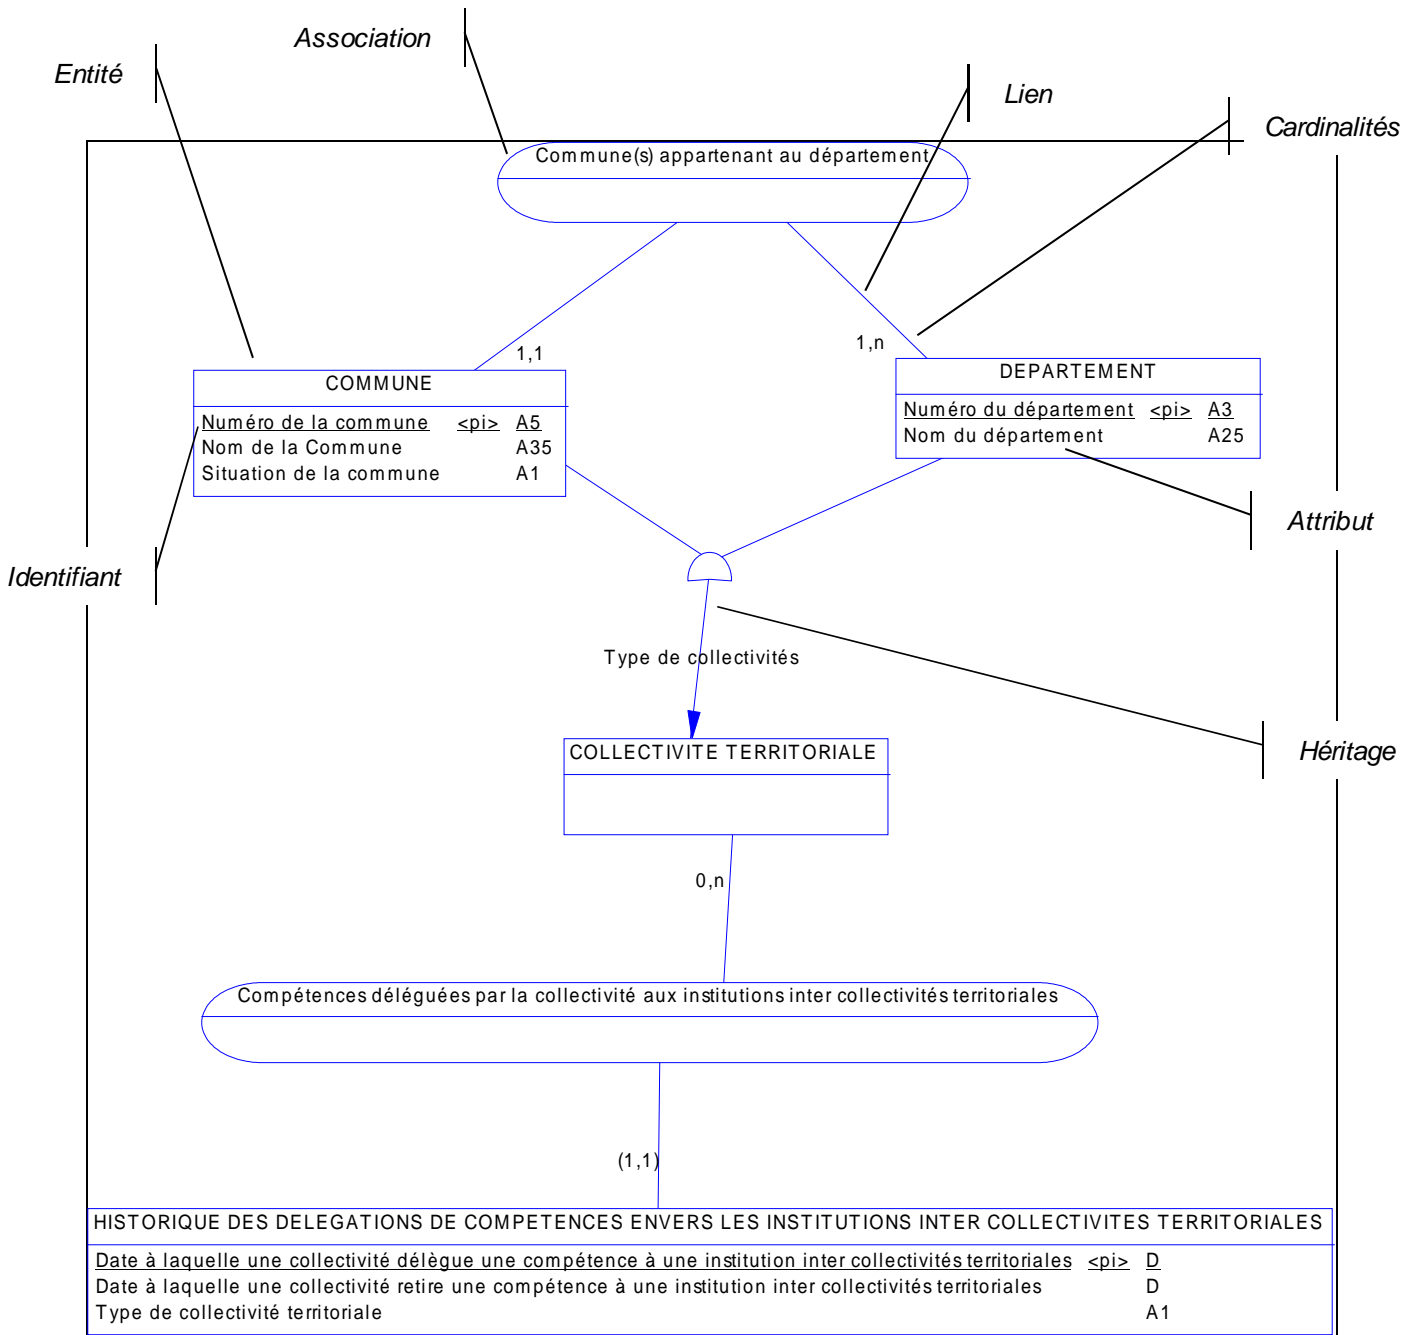 Association
Entité
Lien
Cardinalités
Commune(s) appartenant au département
1,1
1,n
COMMUNE
Numéro de la commune <pi> A5
Nom de la Commune A35
Situation de la commune A1
DEPARTEMENT
Numéro du département <pi> A3
Nom du département A25
Attribut
Identifiant
Type de collectivités
COLLECTIVITE TERRITORIALE
Héritage
0,n
Compétences déléguées par la collectivité aux institutions inter collectivités territoriales
(1,1)
HISTORIQUE DES DELEGATIONS DE COMPETENCES ENVERS LES INSTITUTIONS INTER COLLECTIVITES TERRITORIALES
Date à laquelle une collectivité délègue une compétence à une institution inter collectivités territoriales <pi> D
Date à laquelle une collectivité retire une compétence à une institution inter collectivités territoriales D
Type de collectivité territoriale A1